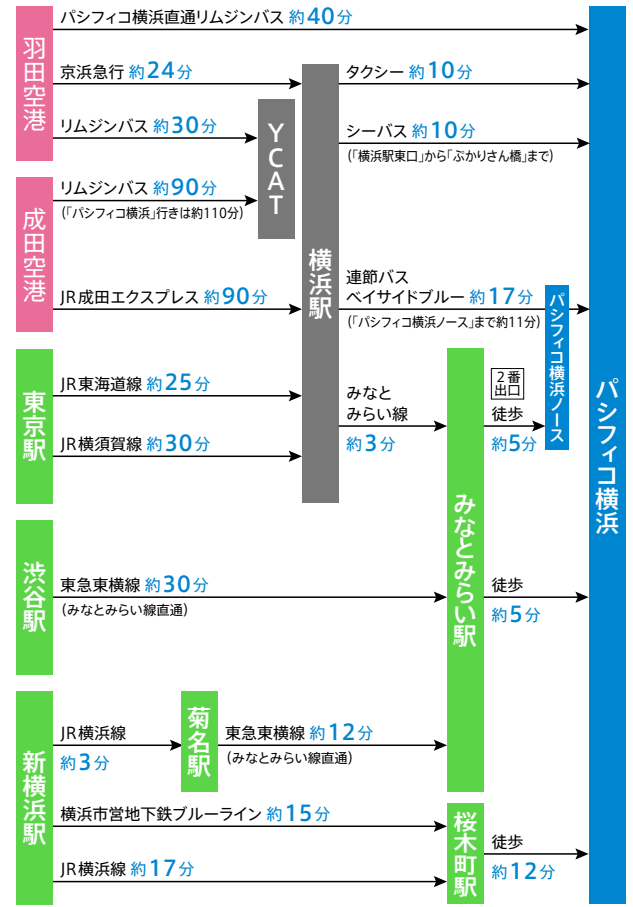 羽田空港
パシフィコ横浜直通リムジンバス 約40分
京浜急行 約24分
リムジンバス 約30分
YCAT
成田空港
リムジンバス 約90分
(「パシフィコ横浜」行きは約110分)
JR成田エクスプレス 約90分
横浜駅
タクシー 約10分
シーバス 約10分
(「横浜駅東口」から「ぷかりさん橋」まで)
連節バス
ベイサイドブルー 約17分
(「パシフィコ横浜ノース」まで約11分)
パシフィコ横浜ノース
パシフィコ横浜
東京駅
JR東海道線 約25分
JR横須賀線 約30分
みなと
みらい線
約3分
みなとみらい駅
2番
出口
徒歩
約5分
渋谷駅
東急東横線 約30分
(みなとみらい線直通)
徒歩
約5分
新横浜駅
JR横浜線
約3分
菊名駅
東急東横線 約12分
(みなとみらい線直通)
横浜市営地下鉄ブルーライン 約15分
JR横浜線 約17分
桜木町駅
徒歩
約12分